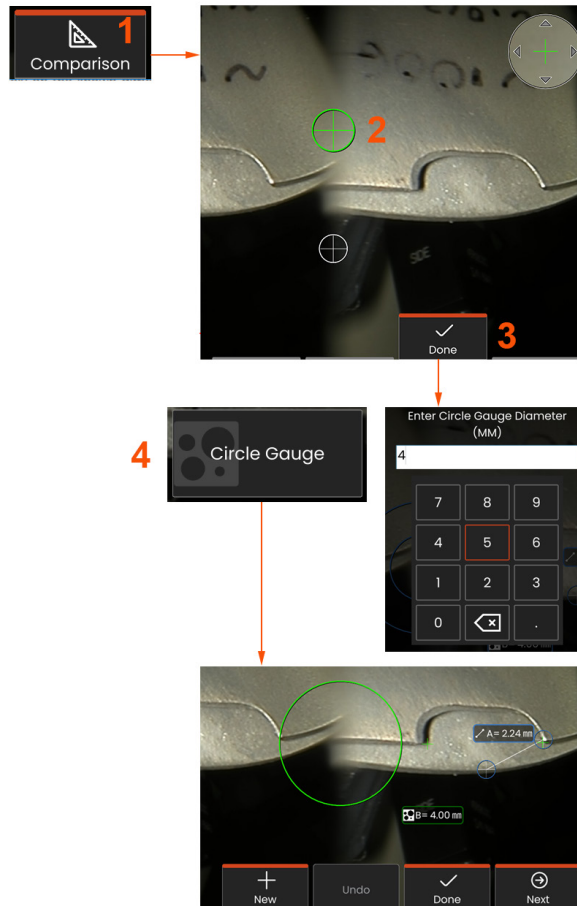 1
Comparison
2
SIDE
3
Done
4
Circle Gauge
Enter Circle Gauge Diameter
(MM)
4
7 8 9
4 5 6
1 2 3
0 .
A= 2.24 mm
B= 4.00 mm
New
Undo
Done
Next